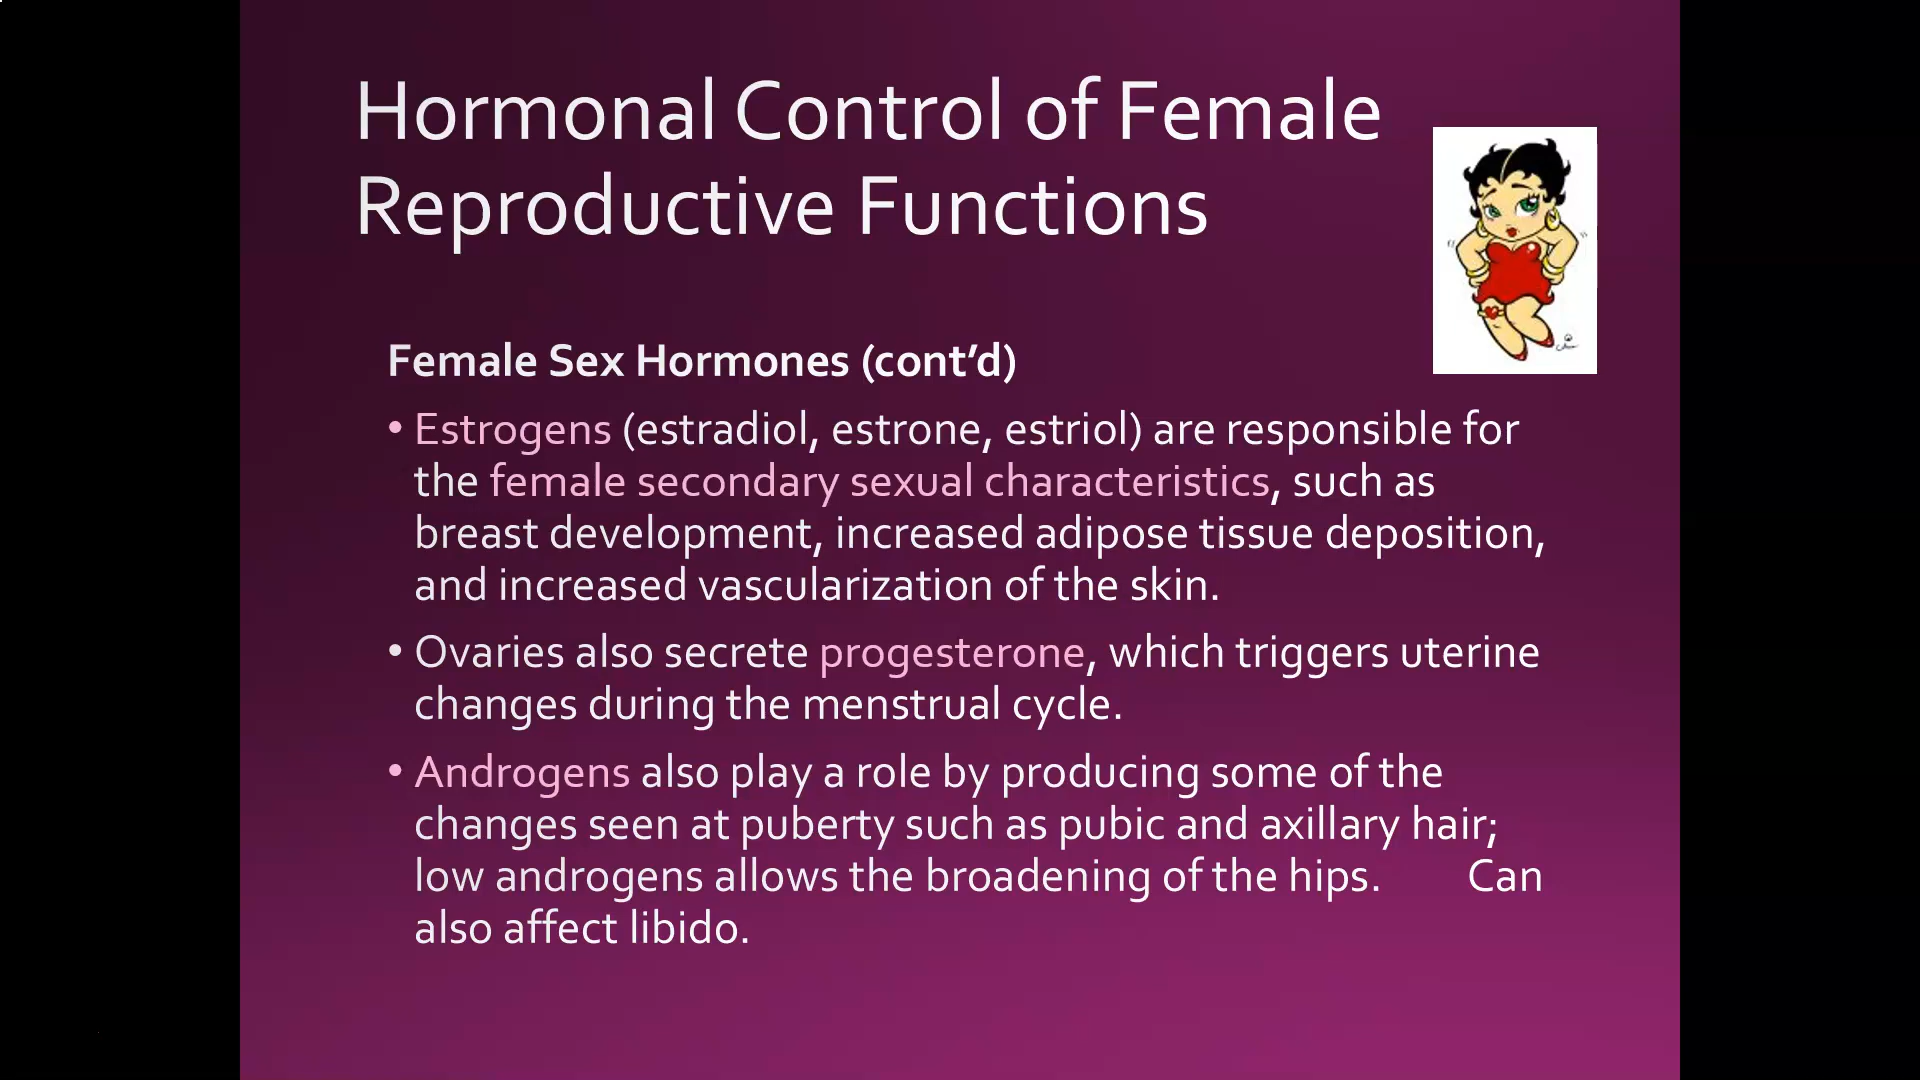 Hormonal Control of Female
Reproductive Functions
Female Sex Hormones (cont’d)
• Estrogens (estradiol, estrone, estriol) are responsible for
the female secondary sexual characteristics, such as
breast development, increased adipose tissue deposition,
and increased vascularization of the skin.
• Ovaries also secrete progesterone, which triggers uterine
changes during the menstrual cycle.
• Androgens also play a role by producing some of the
changes seen at puberty such as pubic and axillary hair;
low androgens allows the broadening of the hips. Can
also affect libido.